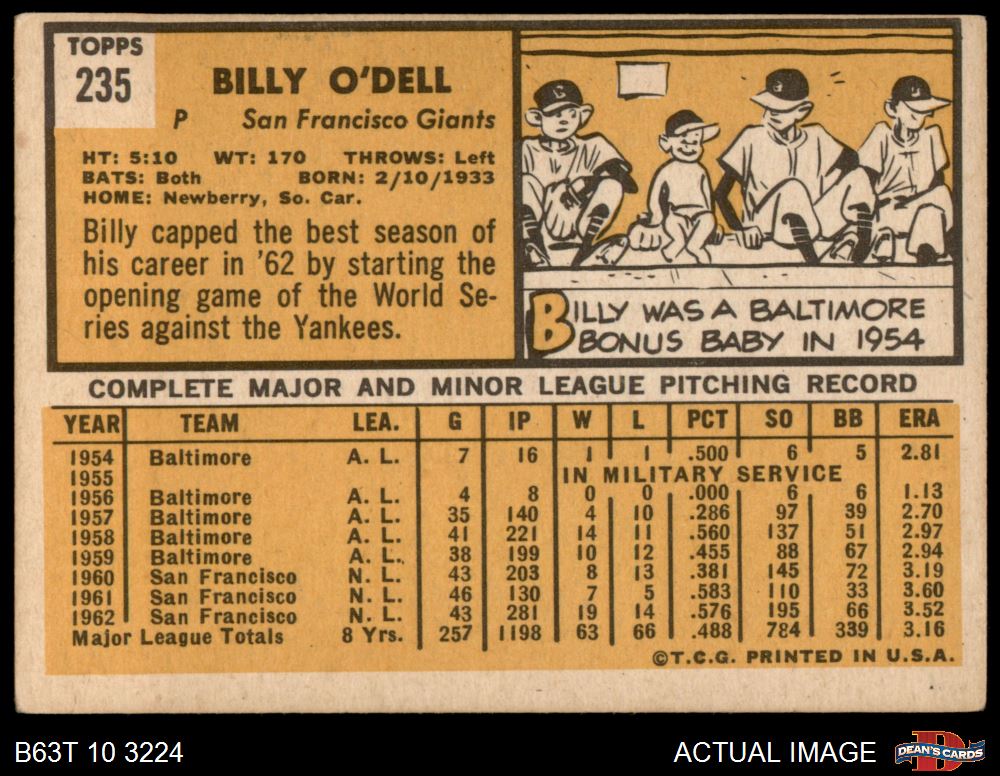 TOPPS
235
BILLY O'DELL
P San Francisco Giants
HT: 5:10 WT: 170 THROWS: Left
BATS: Both BORN: 2/10/1933
HOME: Newberry, So. Car.
Billy capped the best season of
his career in '62 by starting the
opening game of the World Se-
ries against the Yankees.
BILLY WAS A BALTIMORE
BONUS BABY IN 1954
COMPLETE MAJOR AND MINOR LEAGUE PITCHING RECORD
YEAR TEAM LEA. G IP W L PCT SO BB ERA
1954 Baltimore A. L. 7 16 1 1 .500 6 5 2.81
1955 IN MILITARY SERVICE
1956 Baltimore A. L. 4 8 0 0 .000 6 6 1.13
1957 Baltimore A. L. 35 140 4 10 .286 97 39 2.70
1958 Baltimore A. L. 41 221 14 11 .560 137 51 2.97
1959 Baltimore A. L. 38 199 10 12 .455 88 67 2.94
1960 San Francisco N. L. 43 203 8 13 .381 145 72 3.19
1961 San Francisco N. L. 46 130 7 5 .583 110 33 3.60
1962 San Francisco N. L. 43 281 19 14 .576 195 66 3.52
Major League Totals 8 Yrs. 257 1198 63 66 .488 784 339 3.16
©T.C.G. PRINTED IN U.S.A.
B63T 10 3224 ACTUAL IMAGE DEAN'S CARDS